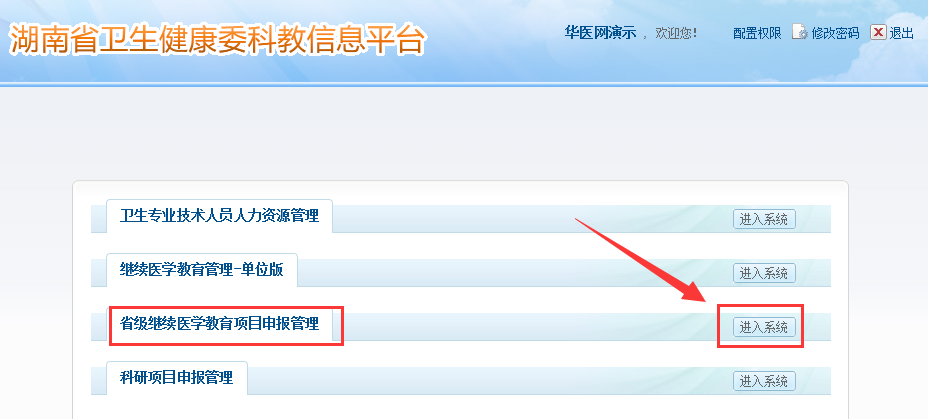 湖南省卫生健康委科教信息平台
华医网演示，欢迎您! 配置权限 修改密码 退出
卫生专业技术人员人力资源管理 进入系统
继续医学教育管理-单位版 进入系统
省级继续医学教育项目申报管理 进入系统
科研项目申报管理 进入系统